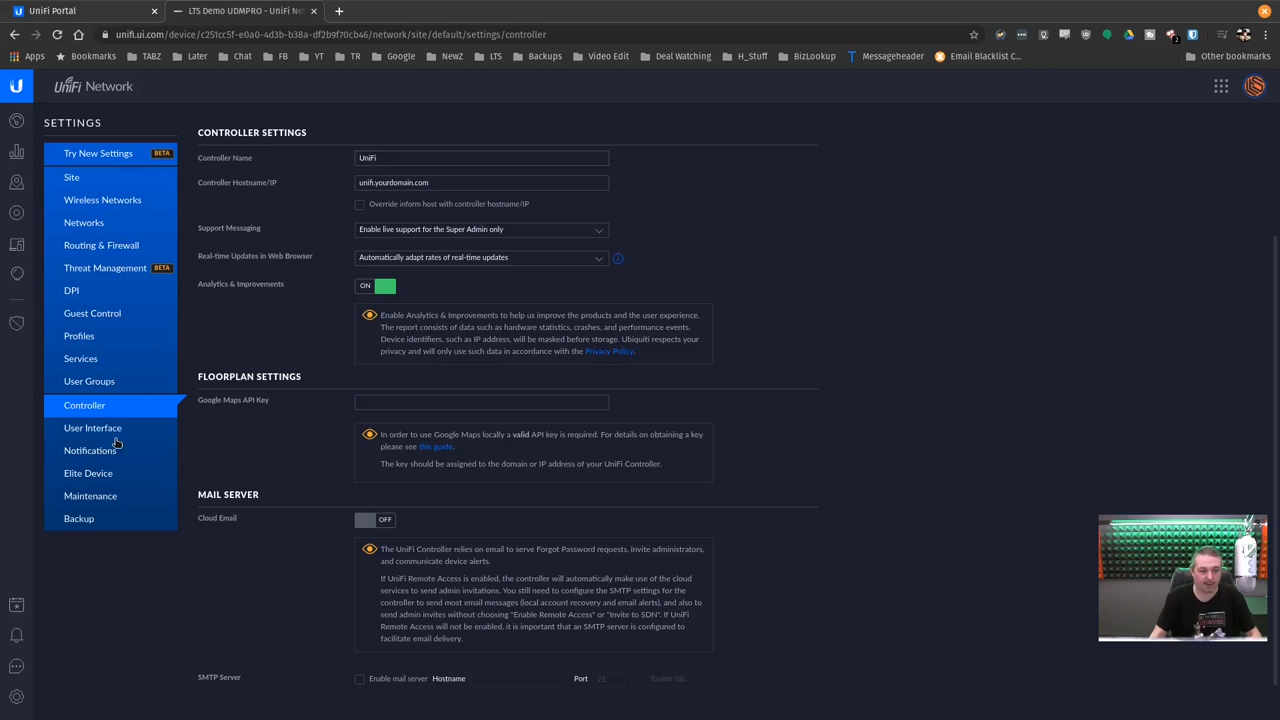 UniFi Portal
LTS Demo UDMPRO - UniFi Net
unifi.ui.com/device/c251cc5f-e0a0-4d3b-b38a-df2b9f70cb46/network/site/default/settings/controller
Apps Bookmarks TABZ Later Chat FB YT TR Google NewZ LTS Backups Video Edit Deal Watching H_Stuff BizLookup Messageheader Email Blacklist C... Other bookmarks
UniFi Network
SETTINGS
Try New Settings BETA
Site
Wireless Networks
Networks
Routing & Firewall
Threat Management BETA
DPI
Guest Control
Profiles
Services
User Groups
Controller
User Interface
Notifications
Elite Device
Maintenance
Backup
CONTROLLER SETTINGS
Controller Name UniFi
Controller Hostname/IP unifi.yourdomain.com
Override inform host with controller hostname/IP
Support Messaging Enable live support for the Super Admin only
Real-time Updates in Web Browser Automatically adapt rates of real-time updates
Analytics & Improvements ON
Enable Analytics & Improvements to help us improve the products and the user experience.
The report consists of data such as hardware statistics, crashes, and performance events.
Device identifiers, such as IP address, will be masked before storage. Ubiquiti respects your
privacy and will only use such data in accordance with the Privacy Policy.
FLOORPLAN SETTINGS
Google Maps API Key
In order to use Google Maps locally a valid API key is required. For details on obtaining a key
please see this guide.
The key should be assigned to the domain or IP address of your UniFi Controller.
MAIL SERVER
Cloud Email OFF
The UniFi Controller relies on email to serve Forgot Password requests, invite administrators,
and communicate device alerts.
If UniFi Remote Access is enabled, the controller will automatically make use of the cloud
services to send admin invitations. You still need to configure the SMTP settings for the
controller to send most email messages (local account recovery and email alerts), and also to
send admin invites without choosing "Enable Remote Access" or "Invite to SDN". If UniFi
Remote Access will not be enabled, it is important that an SMTP server is configured to
facilitate email delivery.
SMTP Server Enable mail server Hostname Port 25 Enable SSL